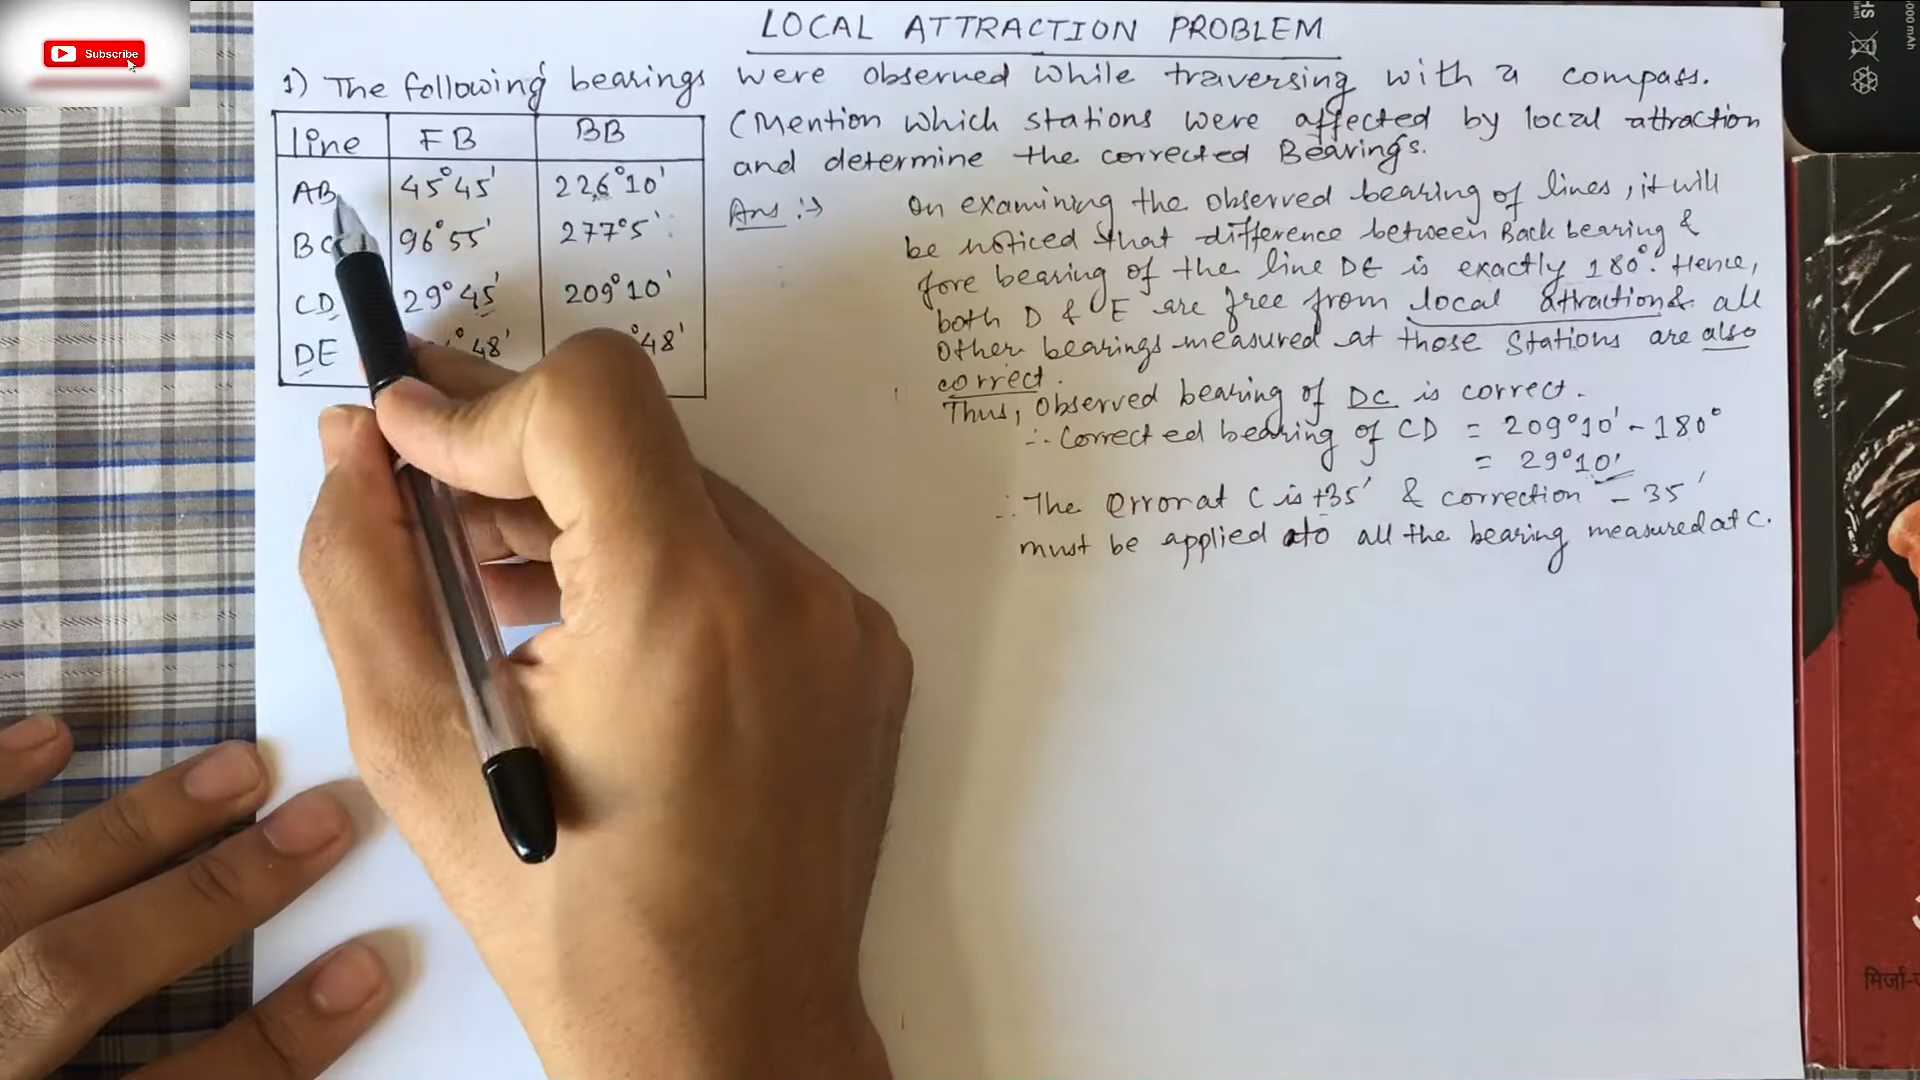 Subscribe
LOCAL ATTRACTION PROBLEM
1) The following bearings were observed while traversing with a compass.
(Mention which stations were affected by local attraction
and determine the corrected Bearings.
line FB BB
AB 45°45' 226°10'
BC 96°55' 277°5'
CD 29°45' 209°10'
DE 48' °48'
Ans :→
On examining the observed bearing of lines, it will
be noticed that difference between Back bearing &
fore bearing of the line DE is exactly 180°. Hence,
both D & E are free from local attraction & all
Other bearings measured at those stations are also
correct.
Thus, Observed bearing of DC is correct.
∴ Corrected bearing of CD = 209°10' - 180°
= 29°10'
∴ The error at C is +35' & correction - 35'
must be applied to all the bearing measured at C.
HS
5000mAh
मिर्जा-